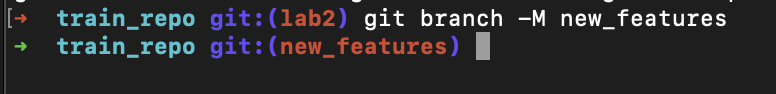 [→ train_repo git:(lab2) git branch -M new_features
→ train_repo git:(new_features)